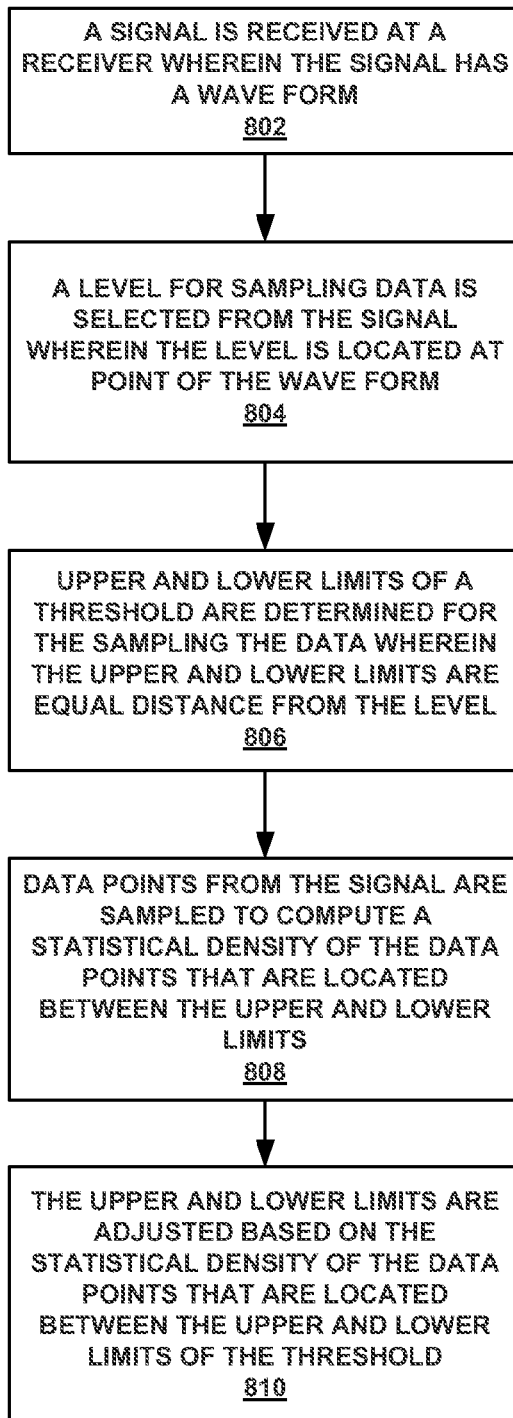 A SIGNAL IS RECEIVED AT A
RECEIVER WHEREIN THE SIGNAL HAS
A WAVE FORM
802
A LEVEL FOR SAMPLING DATA IS
SELECTED FROM THE SIGNAL
WHEREIN THE LEVEL IS LOCATED AT
POINT OF THE WAVE FORM
804
UPPER AND LOWER LIMITS OF A
THRESHOLD ARE DETERMINED FOR
THE SAMPLING THE DATA WHEREIN
THE UPPER AND LOWER LIMITS ARE
EQUAL DISTANCE FROM THE LEVEL
806
DATA POINTS FROM THE SIGNAL ARE
SAMPLED TO COMPUTE A
STATISTICAL DENSITY OF THE DATA
POINTS THAT ARE LOCATED
BETWEEN THE UPPER AND LOWER
LIMITS
808
THE UPPER AND LOWER LIMITS ARE
ADJUSTED BASED ON THE
STATISTICAL DENSITY OF THE DATA
POINTS THAT ARE LOCATED
BETWEEN THE UPPER AND LOWER
LIMITS OF THE THRESHOLD
810